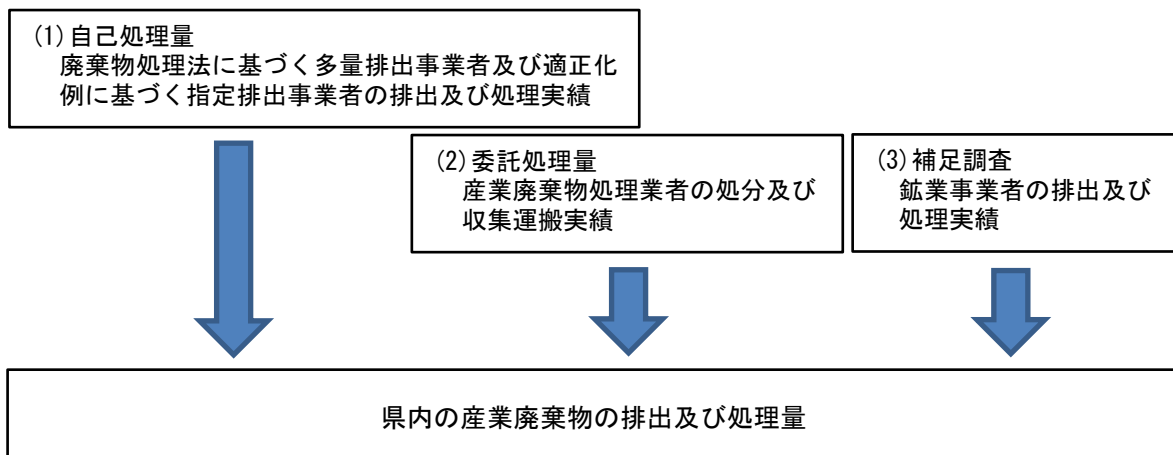 (1)自己処理量
廃棄物処理法に基づく多量排出事業者及び適正化
例に基づく指定排出事業者の排出及び処理実績
(2)委託処理量
産業廃棄物処理業者の処分及び
収集運搬実績
(3)補足調査
鉱業事業者の排出及び
処理実績
県内の産業廃棄物の排出及び処理量